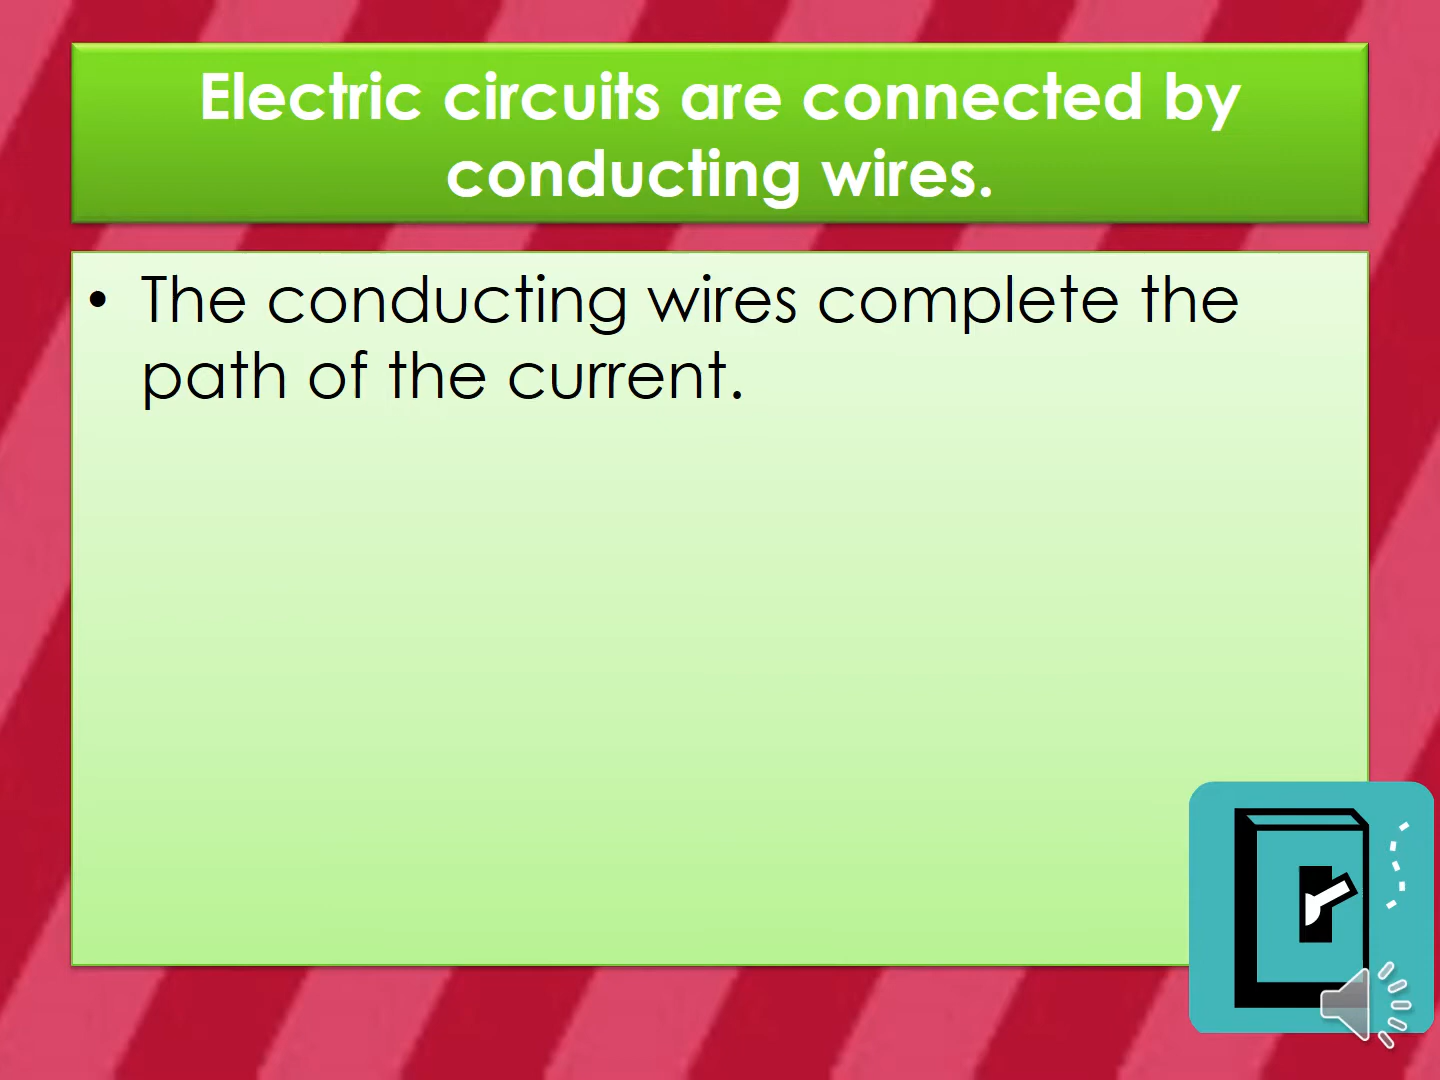 Electric circuits are connected by
conducting wires.
• The conducting wires complete the
path of the current.